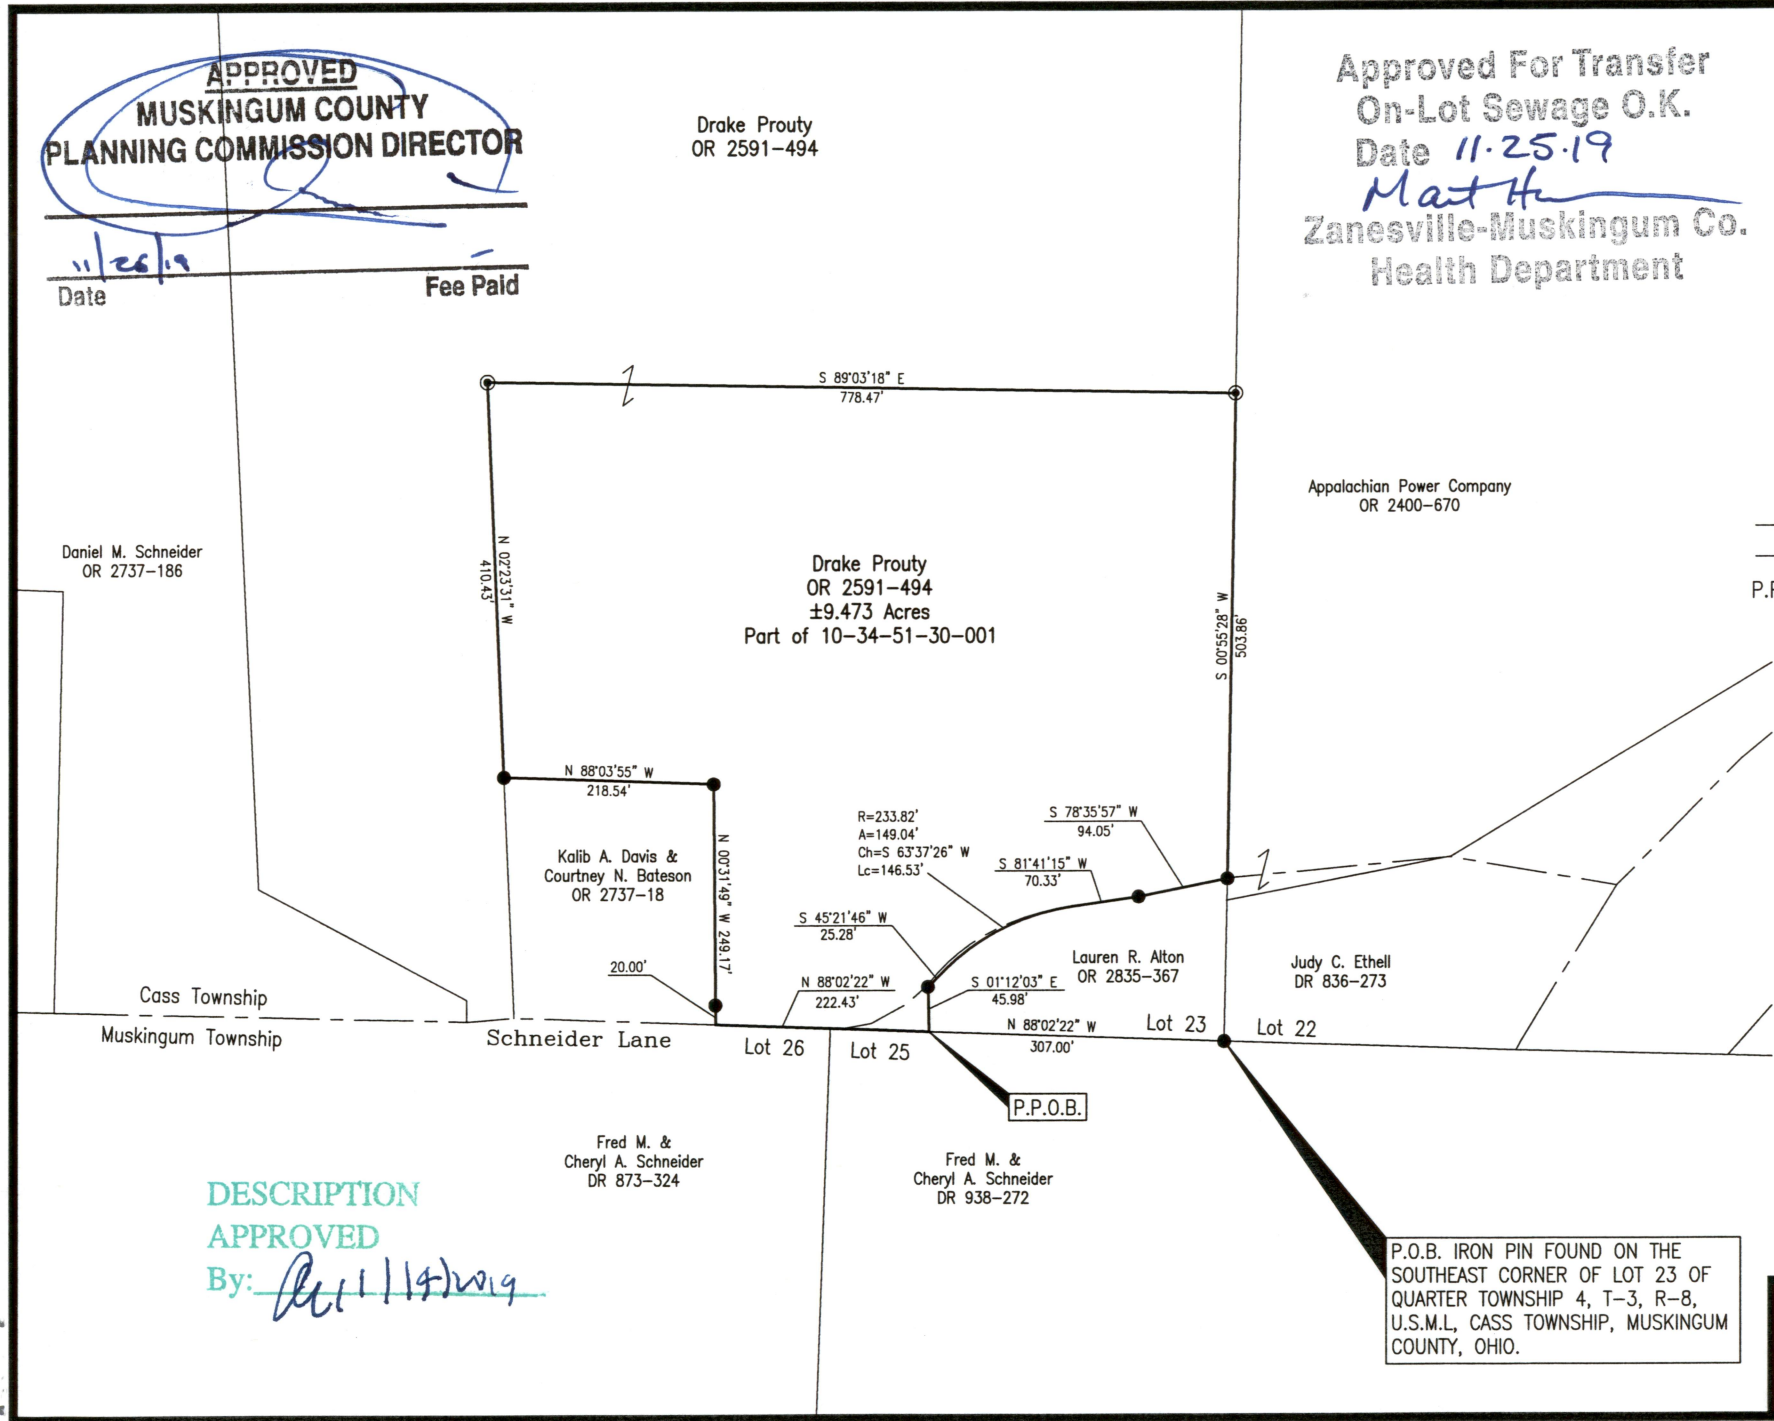 APPROVED
MUSKINGUM COUNTY
PLANNING COMMISSION DIRECTOR
11/26/19
Date
Fee Paid
Drake Prouty
OR 2591-494
Approved For Transfer
On-Lot Sewage O.K.
Date 11.25.19
Zanesville-Muskingum Co.
Health Department
S 89°03'18" E
778.47'
N 02°23'31" W
410.43'
Daniel M. Schneider
OR 2737-186
Drake Prouty
OR 2591-494
±9.473 Acres
Part of 10-34-51-30-001
Appalachian Power Company
OR 2400-670
S 00°55'28" W
503.86'
N 88°03'55" W
218.54'
Kalib A. Davis &
Courtney N. Bateson
OR 2737-18
N 00°31'49" W 249.17'
20.00'
R=233.82'
A=149.04'
Ch=S 63°37'26" W
Lc=146.53'
S 78°35'57" W
94.05'
S 81°41'15" W
70.33'
S 45°21'46" W
25.28'
N 88°02'22" W
222.43'
S 01°12'03" E
45.98'
Lauren R. Alton
OR 2835-367
Judy C. Ethell
DR 836-273
Cass Township
Muskingum Township
Schneider Lane
Lot 26
Lot 25
N 88°02'22" W
307.00'
Lot 23
Lot 22
P.P.O.B.
Fred M. &
Cheryl A. Schneider
DR 873-324
Fred M. &
Cheryl A. Schneider
DR 938-272
DESCRIPTION
APPROVED
By:
P.O.B. IRON PIN FOUND ON THE
SOUTHEAST CORNER OF LOT 23 OF
QUARTER TOWNSHIP 4, T-3, R-8,
U.S.M.L, CASS TOWNSHIP, MUSKINGUM
COUNTY, OHIO.